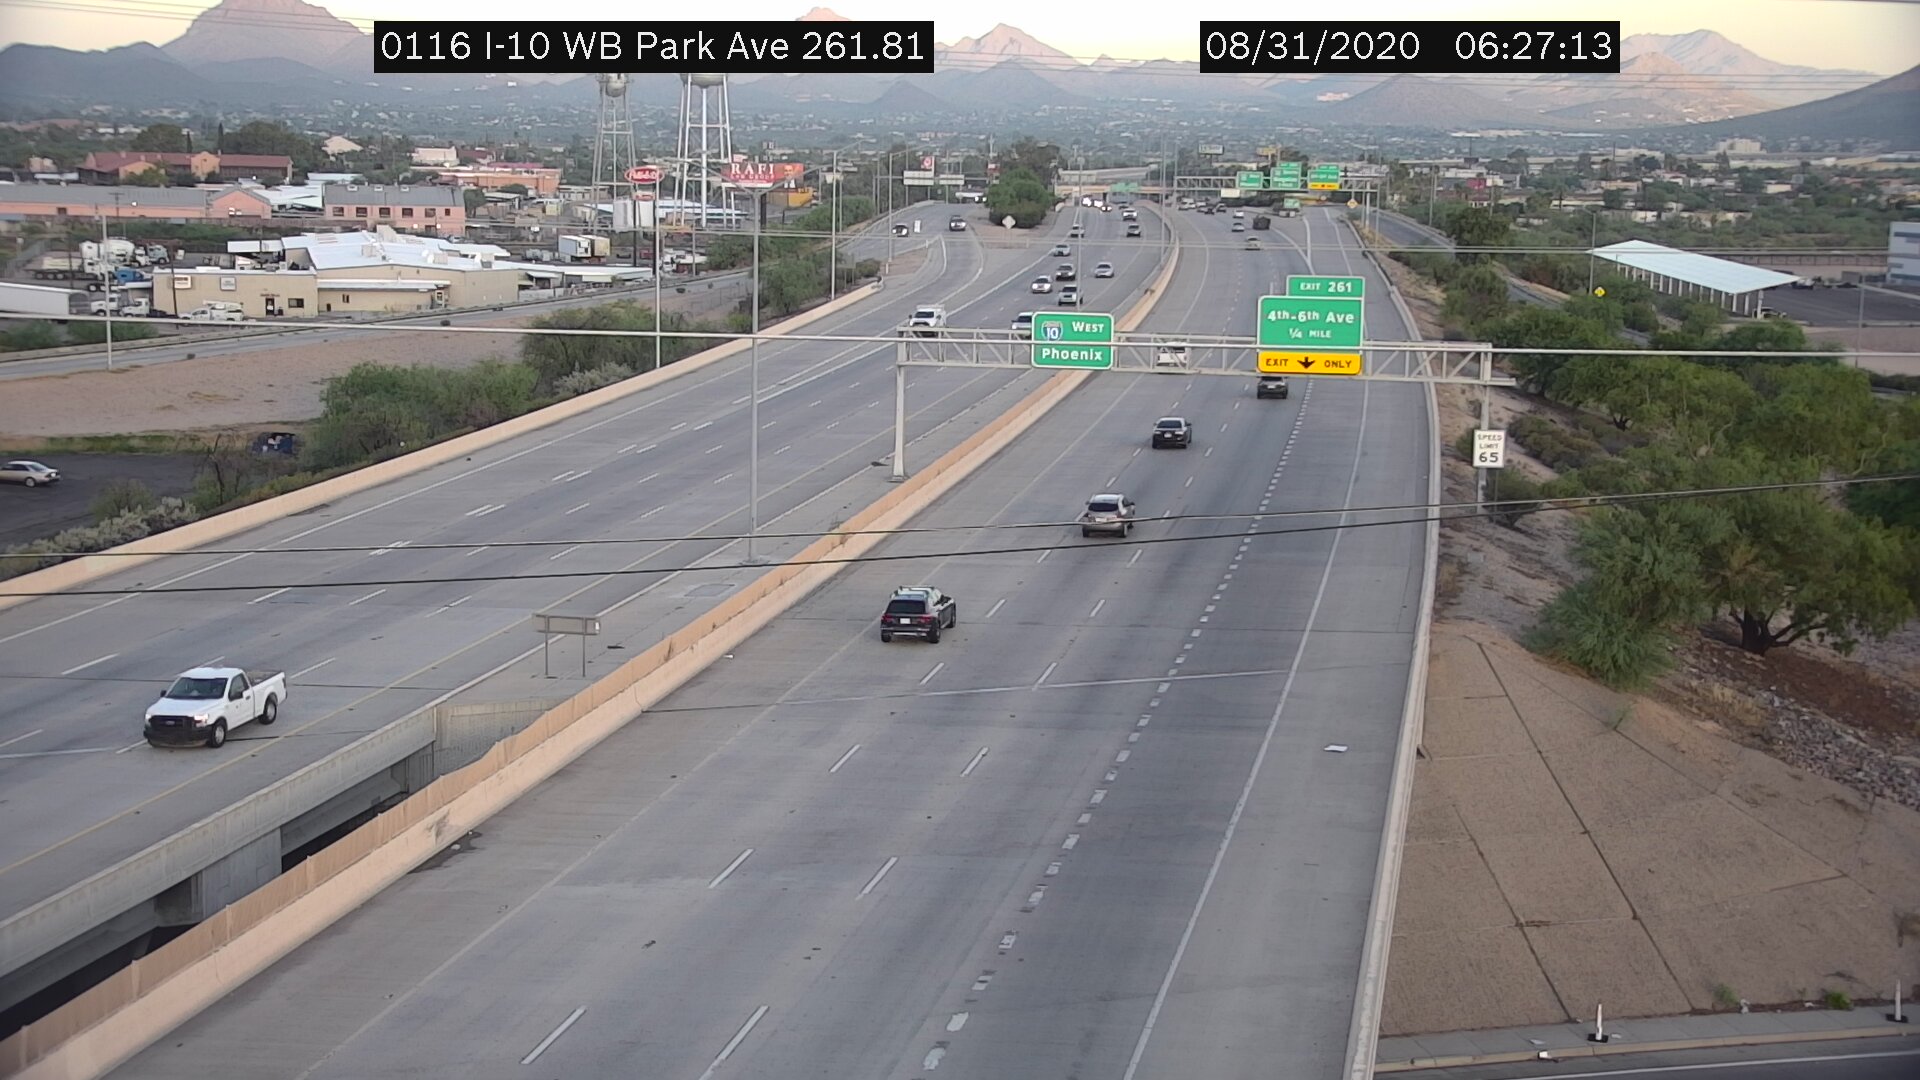 0116 I-10 WB Park Ave 261.81
08/31/2020 06:27:13
RAFI
EXIT 261
4th-6th Ave
1/4 MILE
EXIT ONLY
10 WEST
Phoenix
SPEED
LIMIT
65